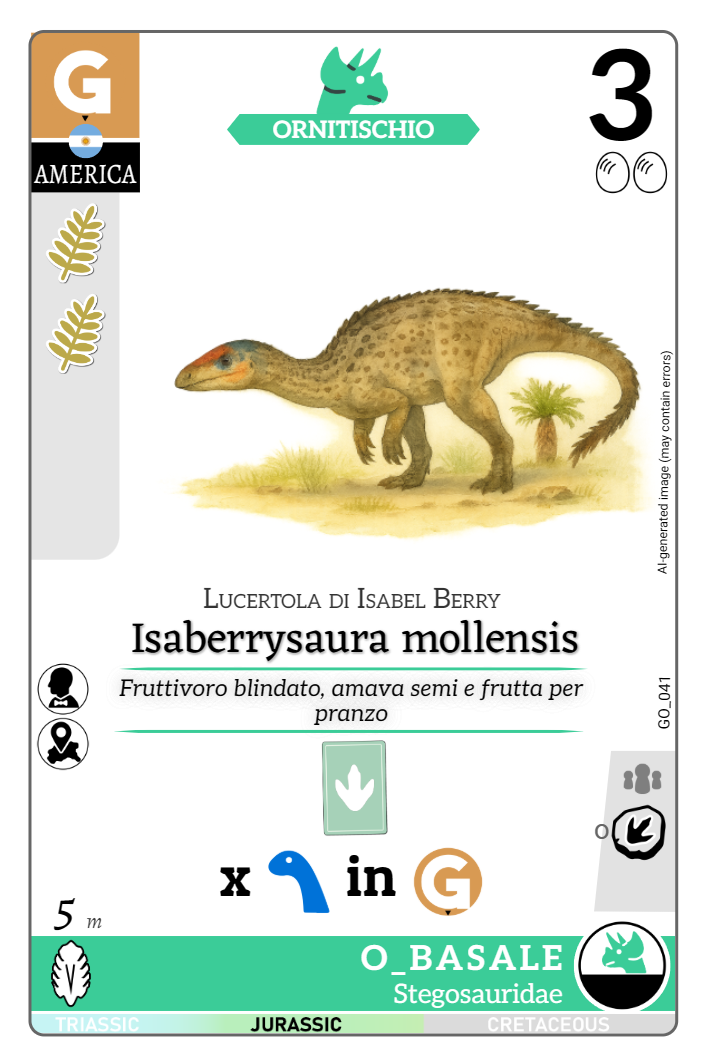 G
AMERICA
ORNITISCHIO
3
AI-generated image (may contain errors)
LUCERTOLA DI ISABEL BERRY
Isaberrysaura mollensis
Fruttivoro blindato, amava semi e frutta per
pranzo
GO_041
O
x in G
5 m
O_BASALE
Stegosauridae
TRIASSIC JURASSIC CRETACEOUS